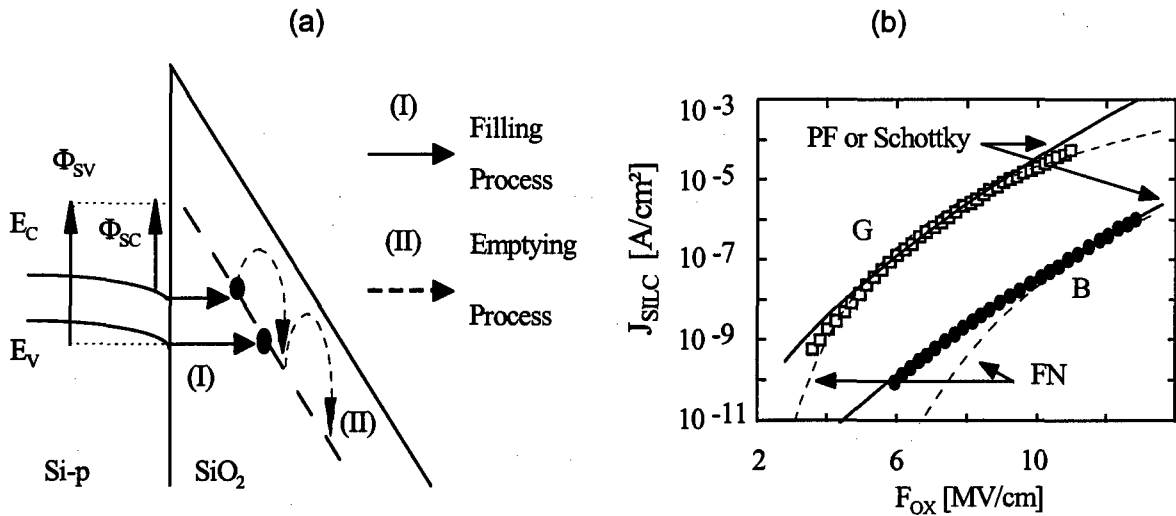 (a)
(I)
Filling
Process
Φ_SV
E_C
Φ_SC
(II)
Emptying
Process
E_V
(I)
(II)
Si-p
SiO₂
(b)
10⁻³
PF or Schottky
10⁻⁵
G
10⁻⁷
B
10⁻⁹
FN
10⁻¹¹
J_SILC [A/cm²]
2
6
10
F_OX [MV/cm]